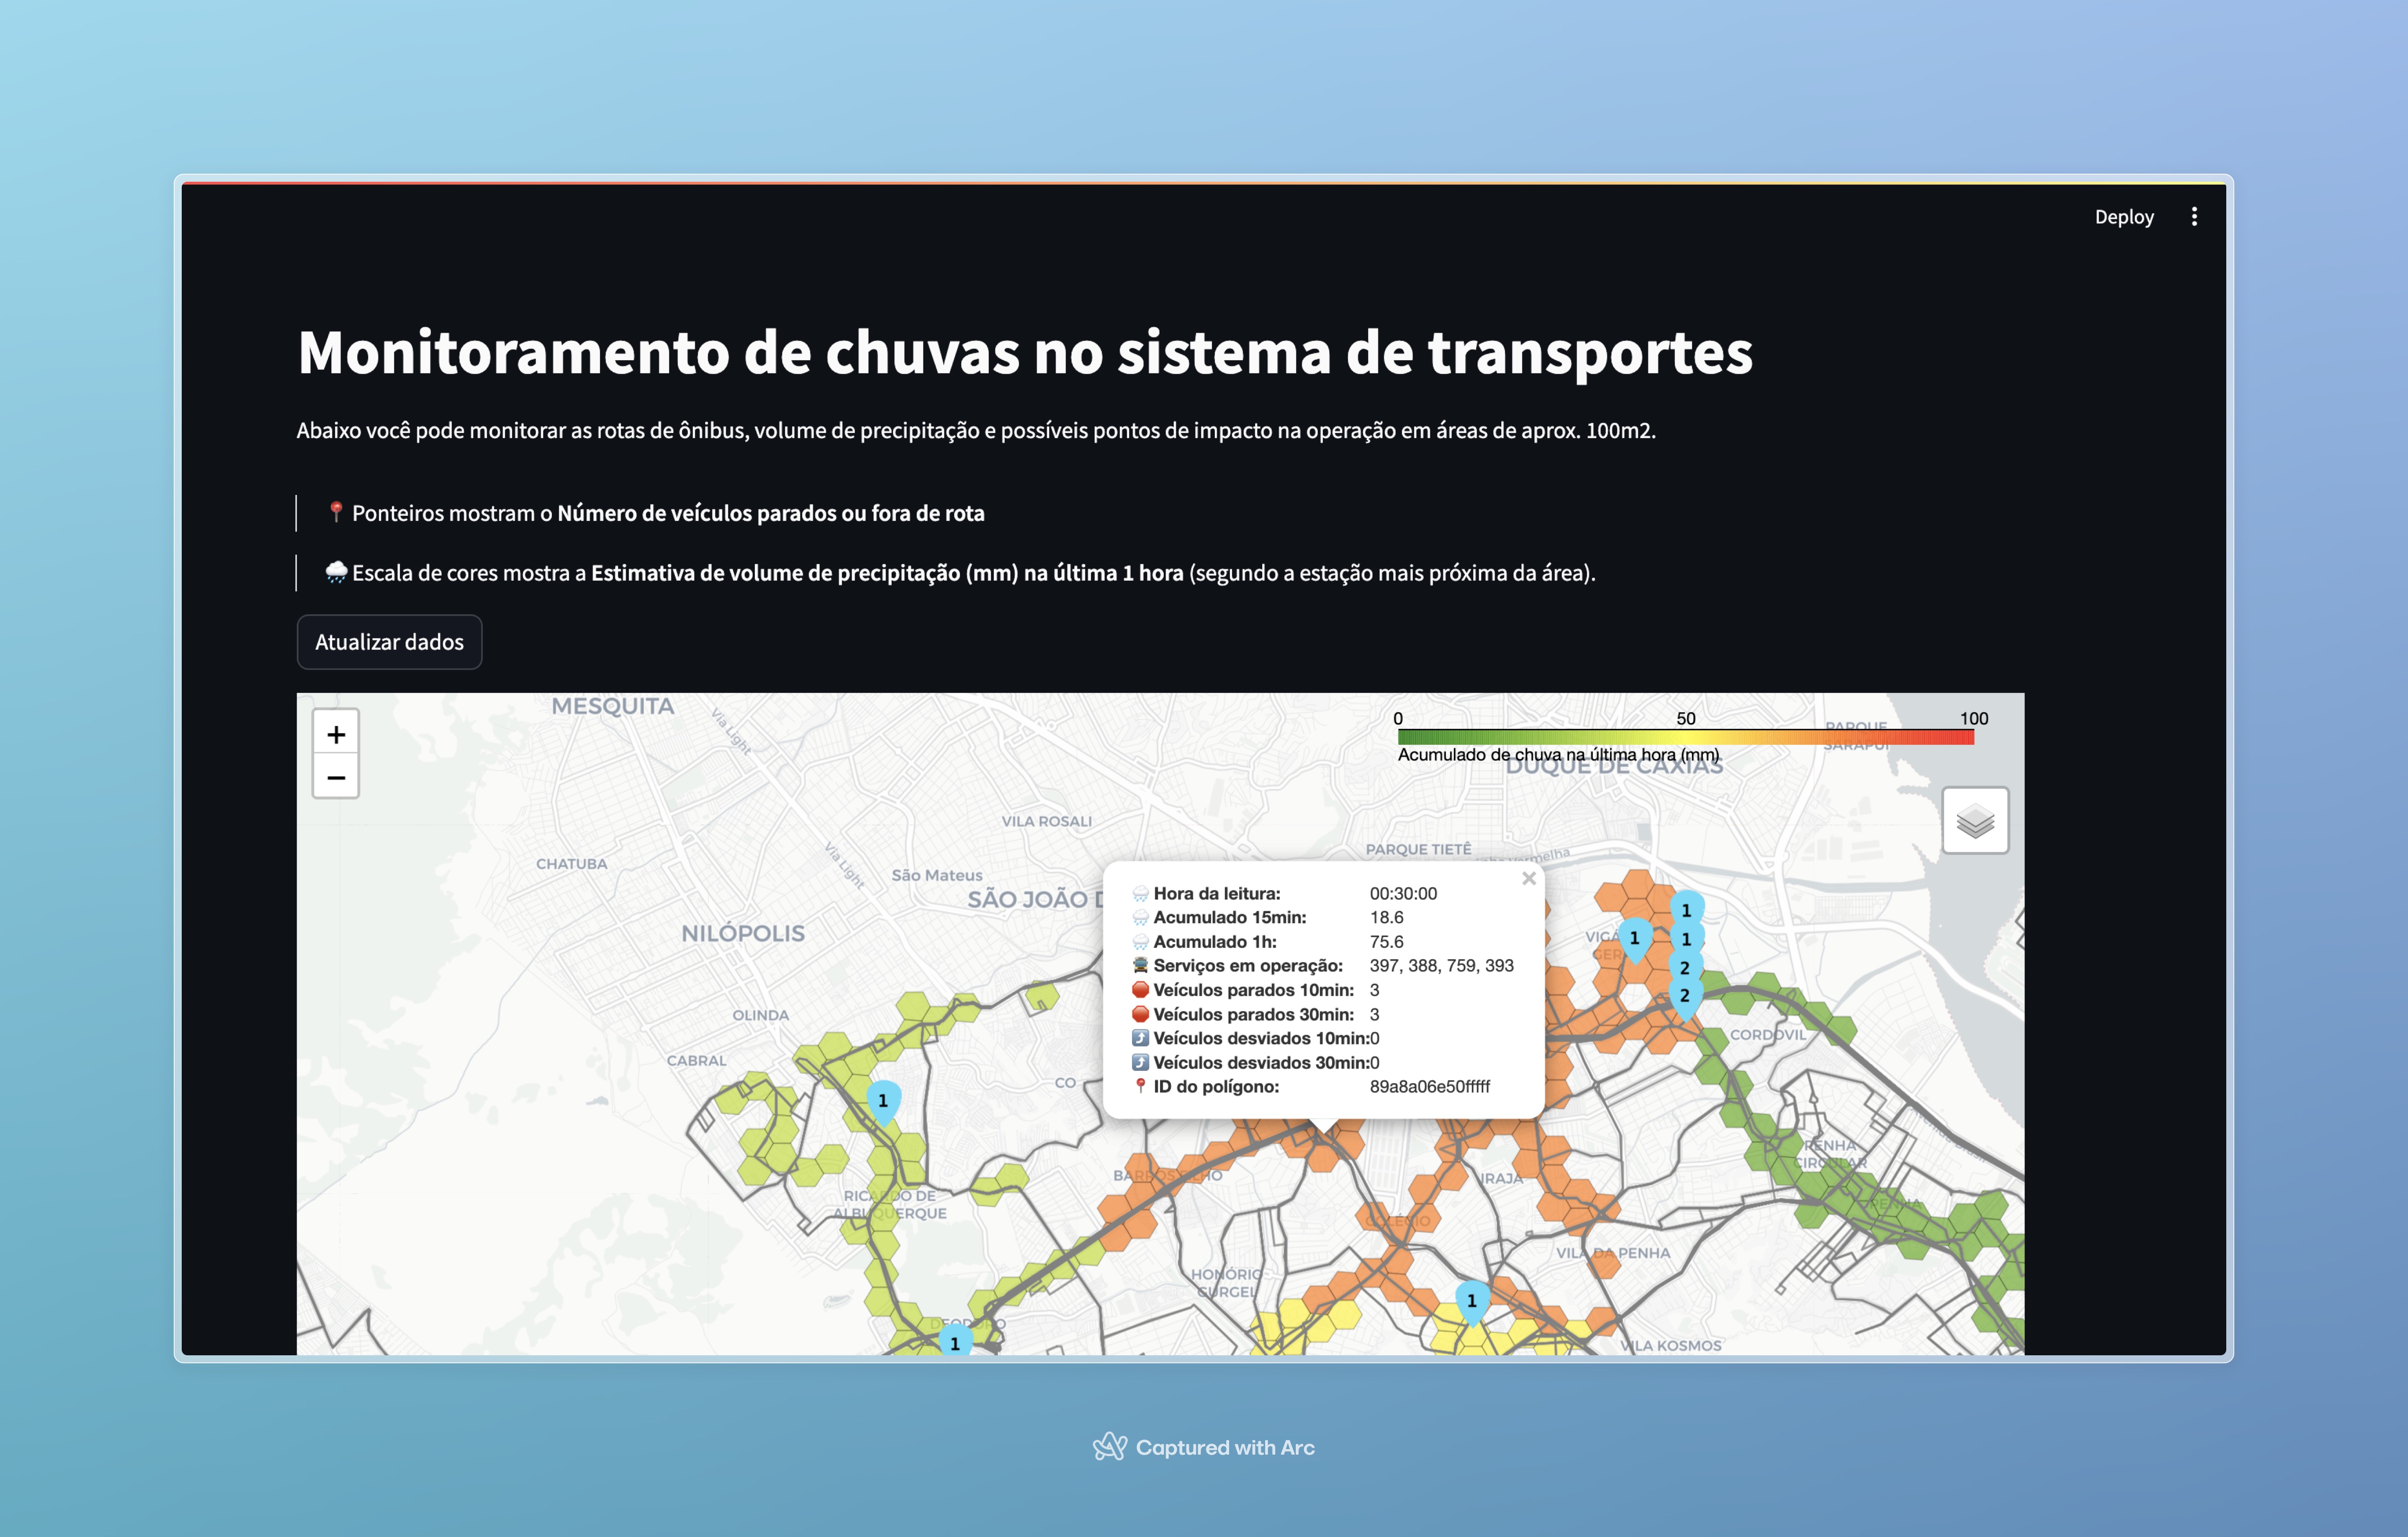 Deploy
Monitoramento de chuvas no sistema de transportes
Abaixo você pode monitorar as rotas de ônibus, volume de precipitação e possíveis pontos de impacto na operação em áreas de aprox. 100m2.
Ponteiros mostram o Número de veículos parados ou fora de rota
Escala de cores mostra a Estimativa de volume de precipitação (mm) na última 1 hora (segundo a estação mais próxima da área).
Atualizar dados
+
−
MESQUITA
Via Light
0 50 100
PARQUE
SARAPUÍ
Acumulado de chuva na última hora (mm)
DUQUE DE CAXIAS
VILA ROSALI
Via Light
PARQUE TIETÊ
CHATUBA
São Mateus
SÃO JOÃO D
NILÓPOLIS
×
Hora da leitura: 00:30:00
Acumulado 15min: 18.6
Acumulado 1h: 75.6
Serviços em operação: 397, 388, 759, 393
Veículos parados 10min: 3
Veículos parados 30min: 3
Veículos desviados 10min:0
Veículos desviados 30min:0
ID do polígono: 89a8a06e50fffff
1
1
1
2
2
OLINDA
CABRAL
CO
CORDOVIL
1
PENHA
CIRCULAR
BARROS FILHO
IRAJÁ
RICARDO DE
ALBUQUERQUE
PENHA
COLÉGIO
VILA DA PENHA
HONÓRIO
GURGEL
1
DEODORO
1
VILA KOSMOS
Captured with Arc